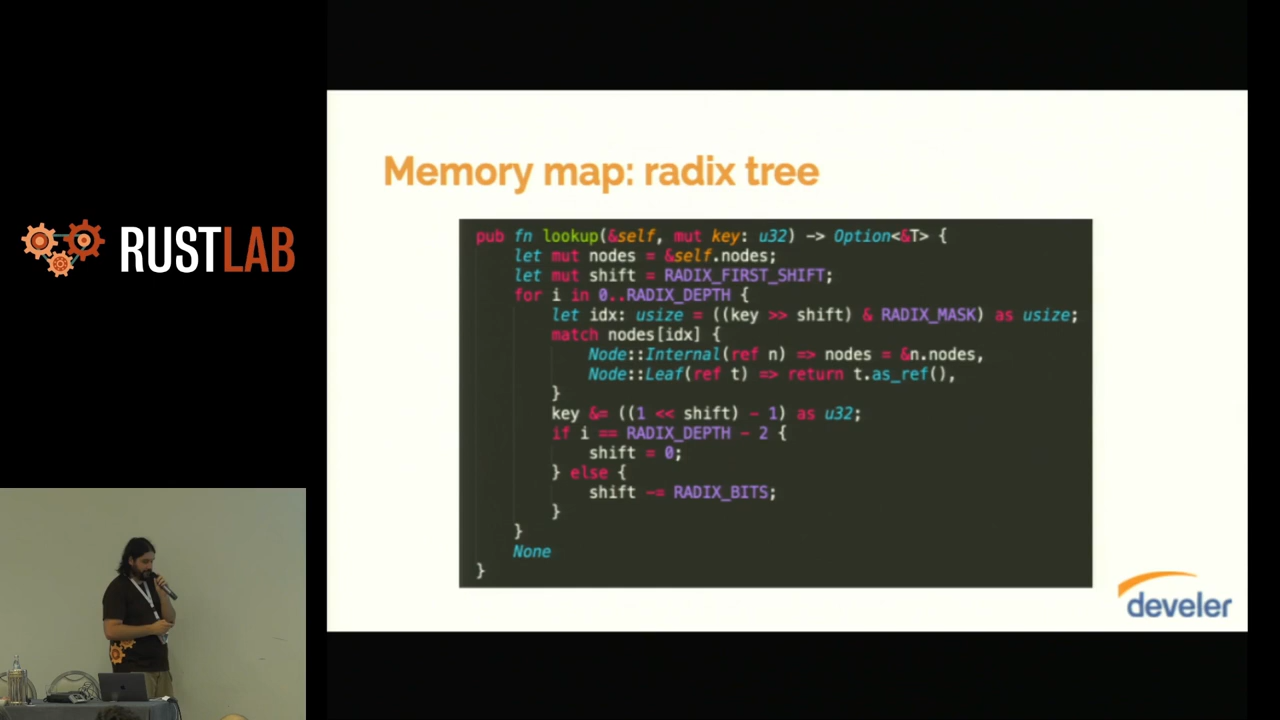 RUSTLAB
Memory map: radix tree
pub fn lookup(&self, mut key: u32) -> Option<&T> {
    let mut nodes = &self.nodes;
    let mut shift = RADIX_FIRST_SHIFT;
    for i in 0..RADIX_DEPTH {
        let idx: usize = ((key >> shift) & RADIX_MASK) as usize;
        match nodes[idx] {
            Node::Internal(ref n) => nodes = &n.nodes,
            Node::Leaf(ref t) => return t.as_ref(),
        }
        key &= ((1 << shift) - 1) as u32;
        if i == RADIX_DEPTH - 2 {
            shift = 0;
        } else {
            shift -= RADIX_BITS;
        }
    }
    None
}
develer